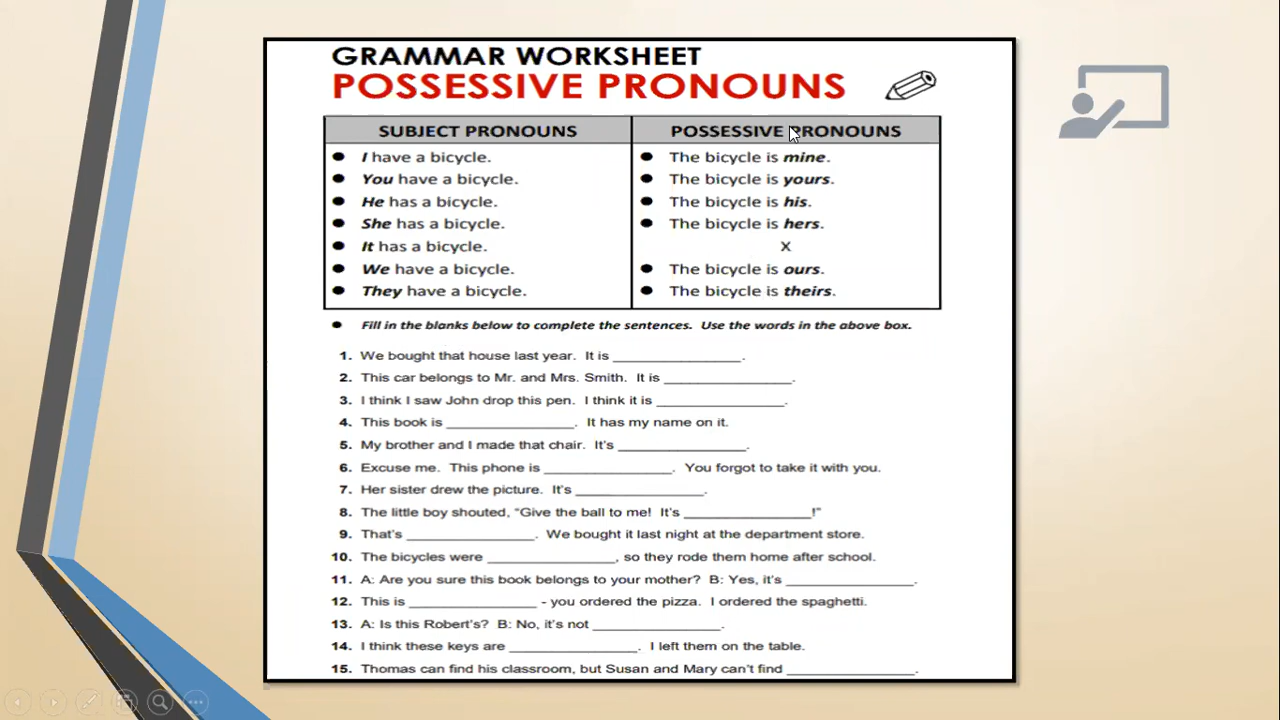 GRAMMAR WORKSHEET
POSSESSIVE PRONOUNS
SUBJECT PRONOUNS
● I have a bicycle.
● You have a bicycle.
● He has a bicycle.
● She has a bicycle.
● It has a bicycle.
● We have a bicycle.
● They have a bicycle.
POSSESSIVE PRONOUNS
● The bicycle is mine.
● The bicycle is yours.
● The bicycle is his.
● The bicycle is hers.
X
● The bicycle is ours.
● The bicycle is theirs.
● Fill in the blanks below to complete the sentences. Use the words in the above box.
1. We bought that house last year. It is ________________.
2. This car belongs to Mr. and Mrs. Smith. It is ________________.
3. I think I saw John drop this pen. I think it is ________________.
4. This book is ________________. It has my name on it.
5. My brother and I made that chair. It's ________________.
6. Excuse me. This phone is ________________. You forgot to take it with you.
7. Her sister drew the picture. It's ________________.
8. The little boy shouted, “Give the ball to me! It's ________________!”
9. That's ________________. We bought it last night at the department store.
10. The bicycles were ________________, so they rode them home after school.
11. A: Are you sure this book belongs to your mother? B: Yes, it's ________________.
12. This is ________________ - you ordered the pizza. I ordered the spaghetti.
13. A: Is this Robert's? B: No, it's not ________________.
14. I think these keys are ________________. I left them on the table.
15. Thomas can find his classroom, but Susan and Mary can't find ________________.